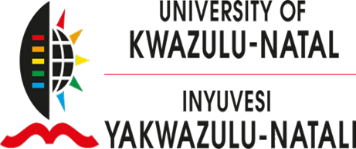 UNIVERSITY OF
KWAZULU-NATAL
INYUVESI
YAKWAZULU-NATALI